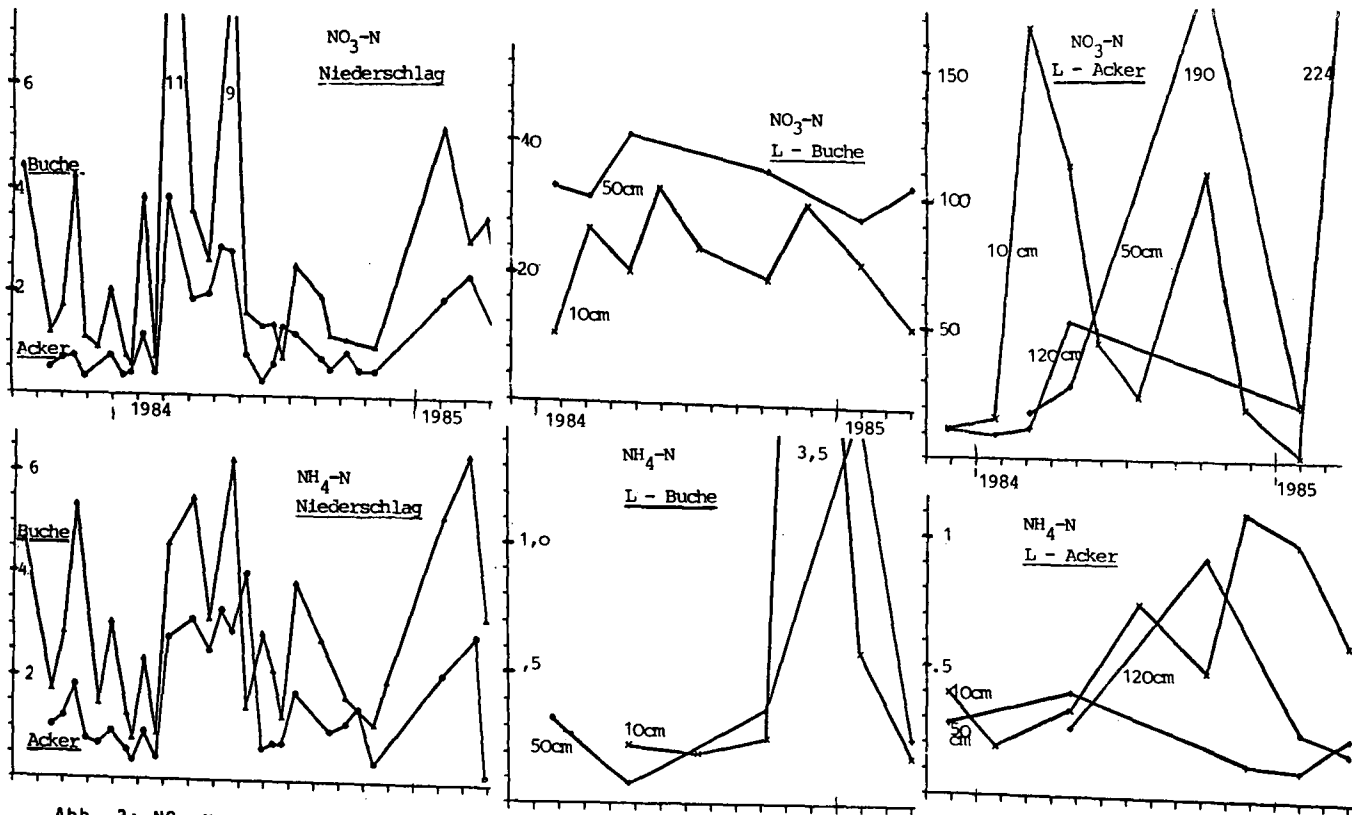 NO3-N
Niederschlag
6
4
2
11
9
Buche
Acker
1984
1985
NO3-N
L - Buche
40
20
50cm
10cm
1984
1985
NO3-N
L - Acker
150
100
50
190
224
10 cm
50cm
120cm
1984
1985
NH4-N
Niederschlag
6
4
2
Buche
Acker
NH4-N
L - Buche
1,0
,5
3,5
50cm
10cm
NH4-N
L - Acker
1
.5
10cm
50
cm
120cm